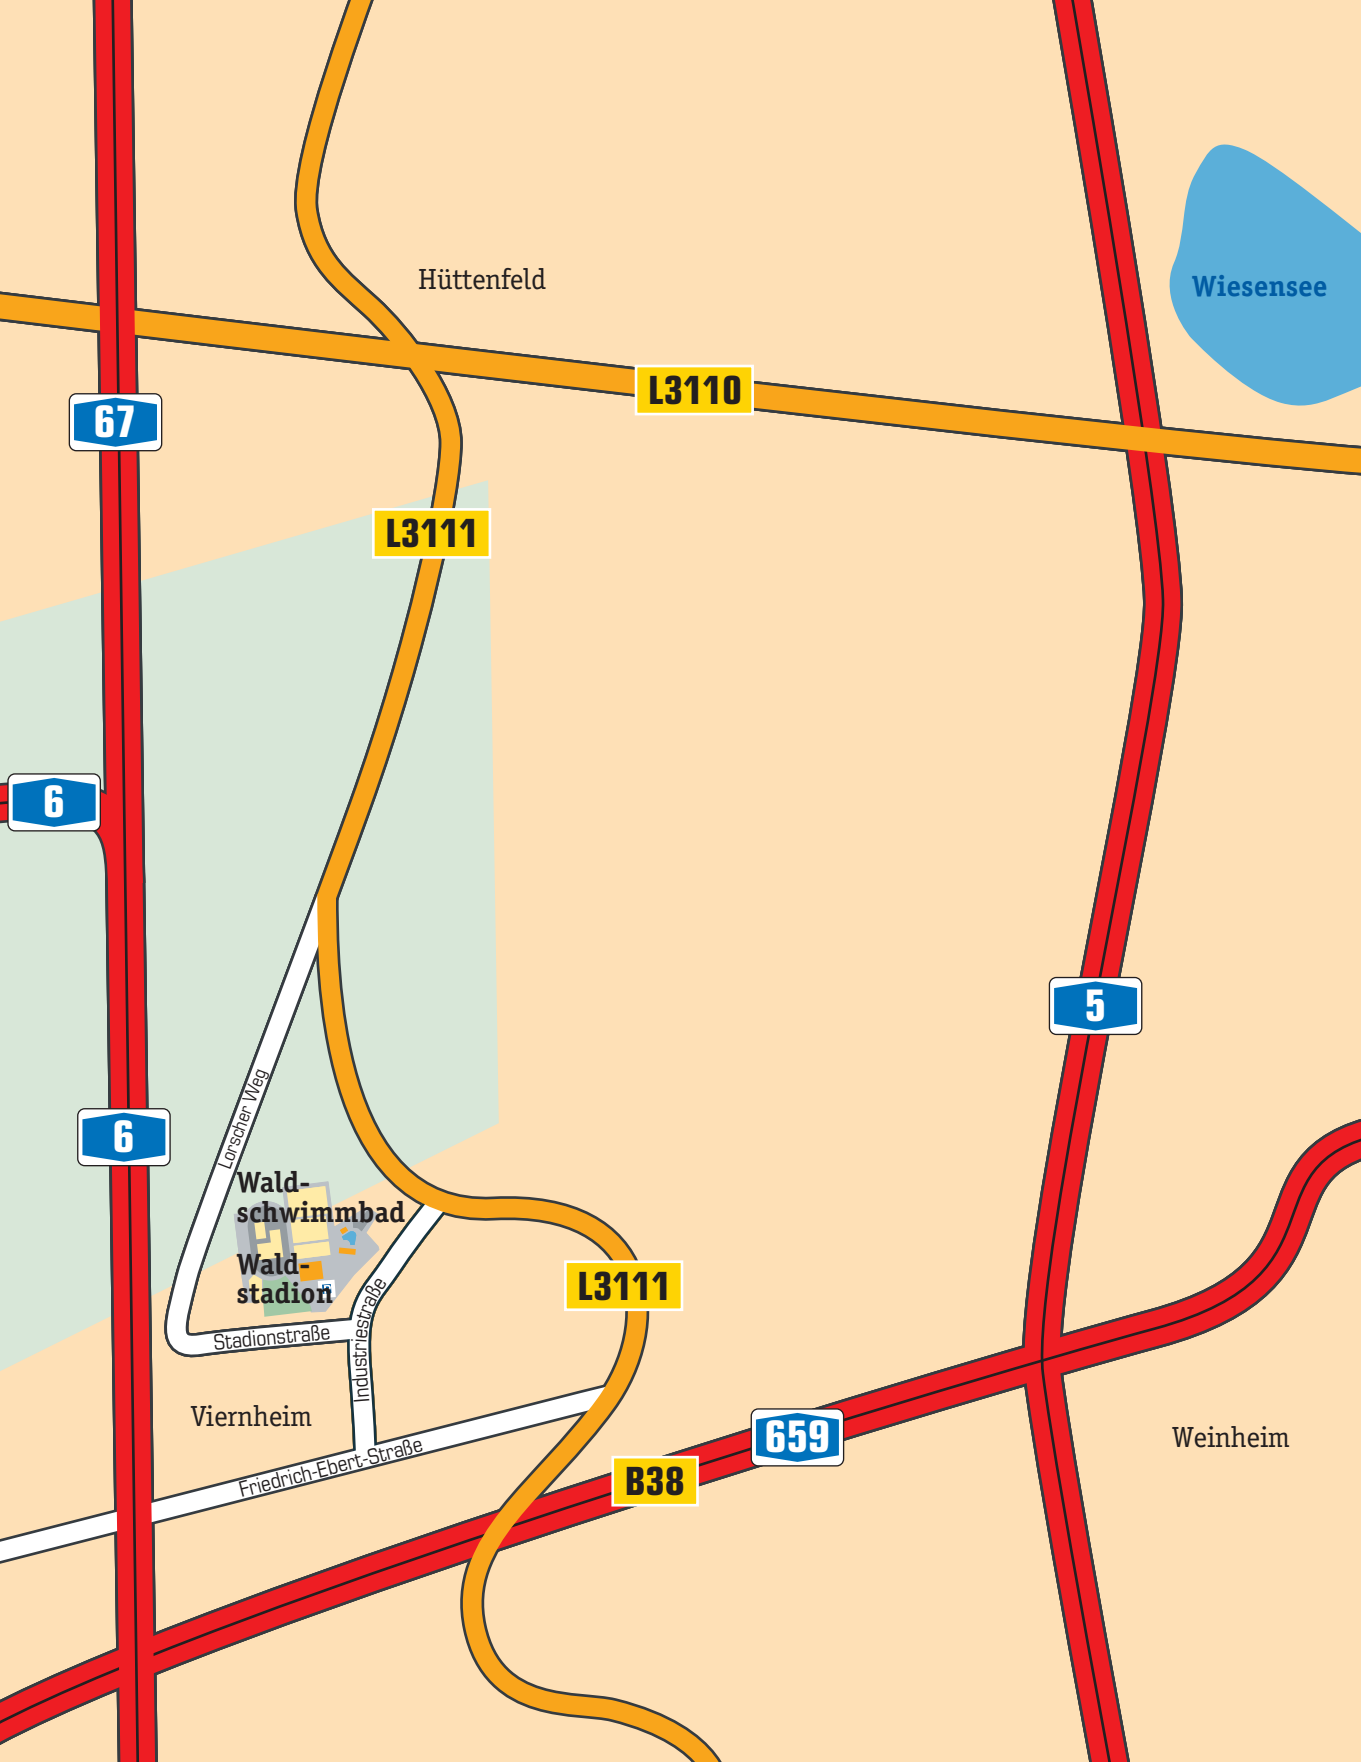 Hüttenfeld
Wiesensee
L3110
67
L3111
6
5
Lorscher Weg
6
Wald-
schwimmbad
Wald-
stadion
L3111
Industriestraße
Stadionstraße
Viernheim
659
Weinheim
Friedrich-Ebert-Straße
B38